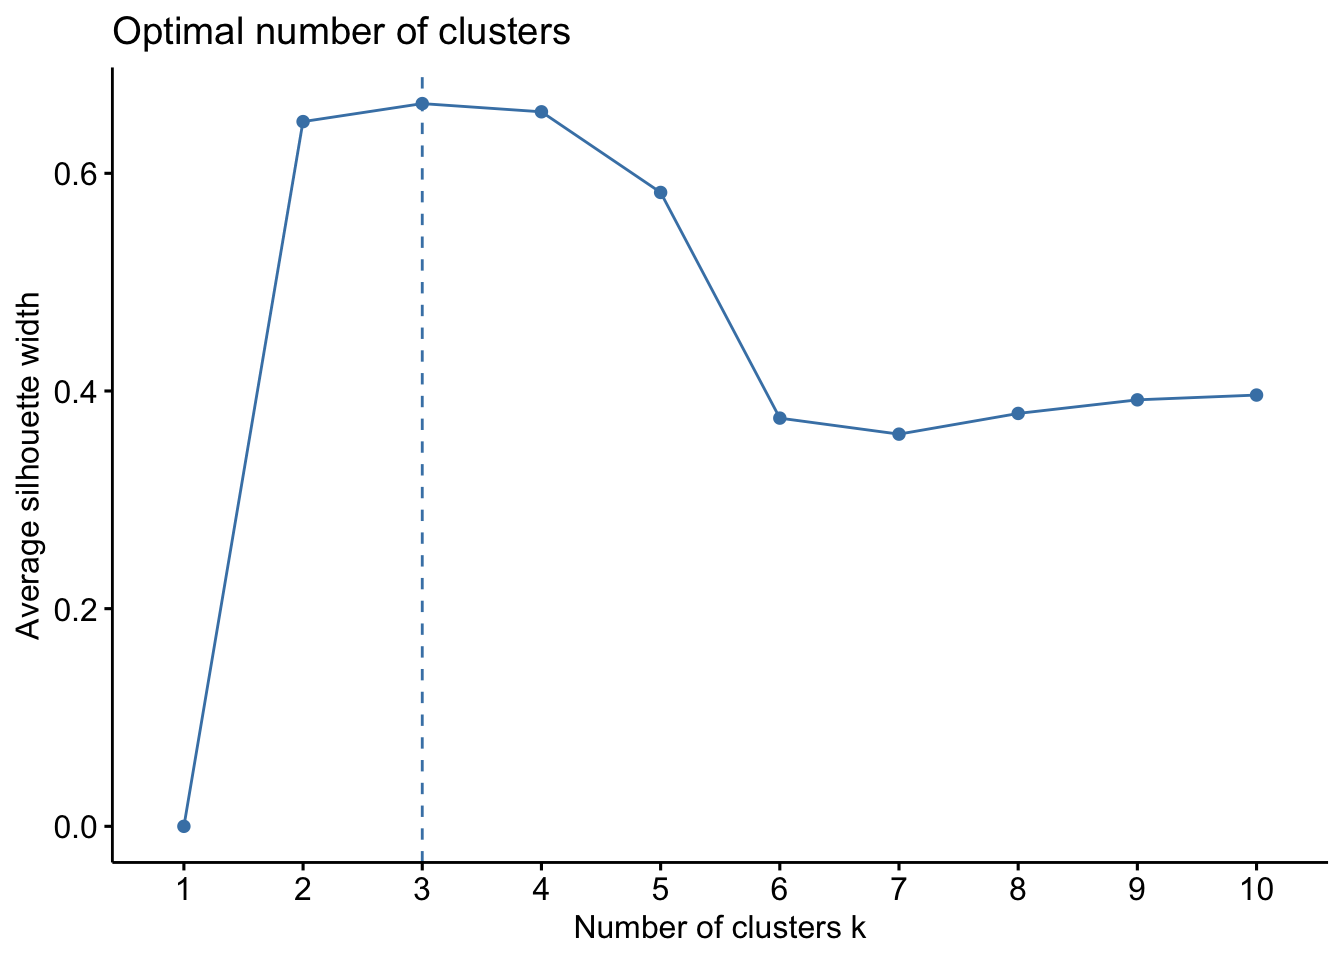 Optimal number of clusters
Average silhouette width
0.6
0.4
0.2
0.0
1 2 3 4 5 6 7 8 9 10
Number of clusters k